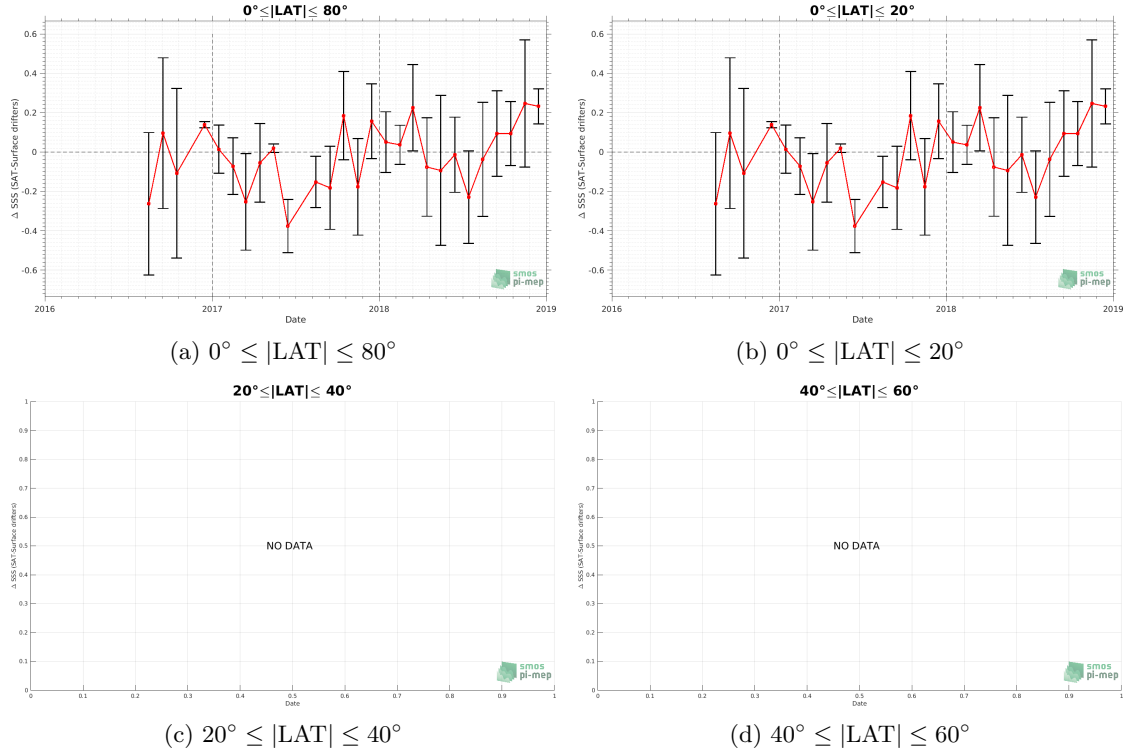 0°≤|LAT|≤ 80°
Δ SSS (SAT-Surface drifters)
0.6
0.4
0.2
0
-0.2
-0.4
-0.6
2016
2017
2018
2019
Date
smos
pi-mep
(a) 0° ≤ |LAT| ≤ 80°
0°≤|LAT|≤ 20°
Δ SSS (SAT-Surface drifters)
0.6
0.4
0.2
0
-0.2
-0.4
-0.6
2016
2017
2018
2019
Date
smos
pi-mep
(b) 0° ≤ |LAT| ≤ 20°
20°≤|LAT|≤ 40°
Δ SSS (SAT-Surface drifters)
1
0.9
0.8
0.7
0.6
0.5
0.4
0.3
0.2
0.1
0
NO DATA
0 0.1 0.2 0.3 0.4 0.5 0.6 0.7 0.8 0.9 1
Date
smos
pi-mep
(c) 20° ≤ |LAT| ≤ 40°
40°≤|LAT|≤ 60°
Δ SSS (SAT-Surface drifters)
1
0.9
0.8
0.7
0.6
0.5
0.4
0.3
0.2
0.1
0
NO DATA
0 0.1 0.2 0.3 0.4 0.5 0.6 0.7 0.8 0.9 1
Date
smos
pi-mep
(d) 40° ≤ |LAT| ≤ 60°